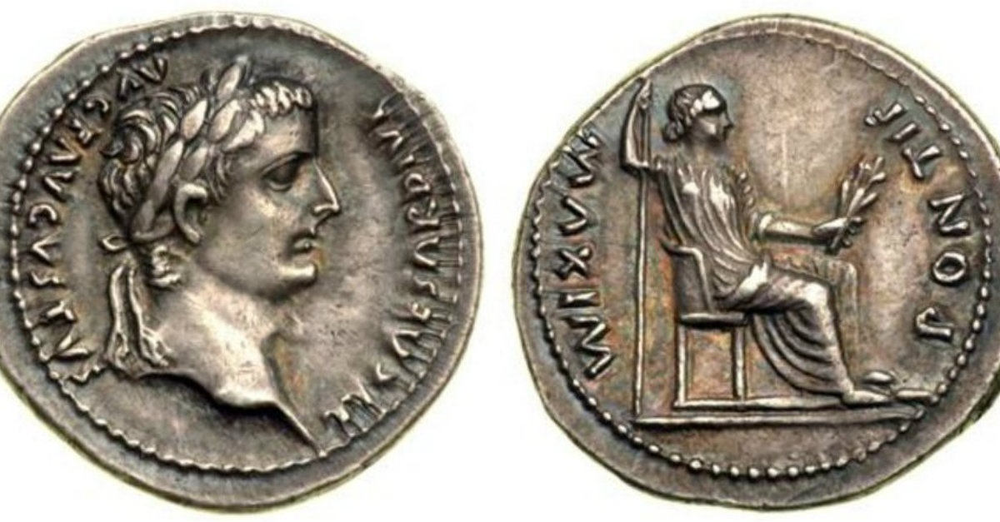 TI CAESAR DIVI
AVG F AVGVSTVS
PONTIF
MAXIM